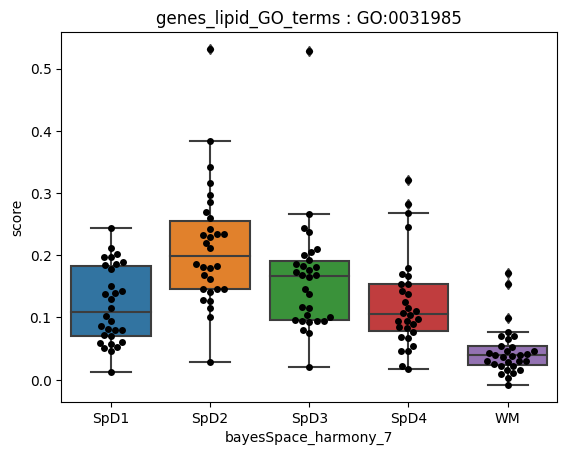 genes_lipid_GO_terms : GO:0031985
score
0.5
0.4
0.3
0.2
0.1
0.0
SpD1 SpD2 SpD3 SpD4 WM
bayesSpace_harmony_7